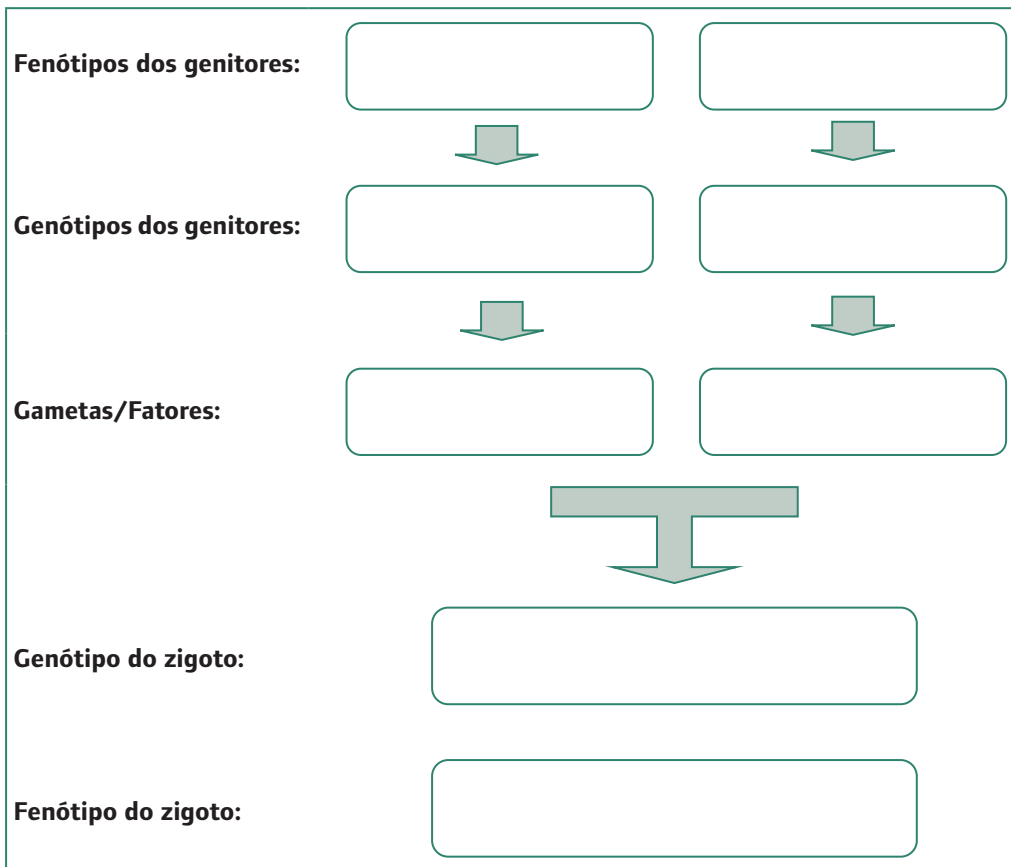 Fenótipos dos genitores:
Genótipos dos genitores:
Gametas/Fatores:
Genótipo do zigoto:
Fenótipo do zigoto: